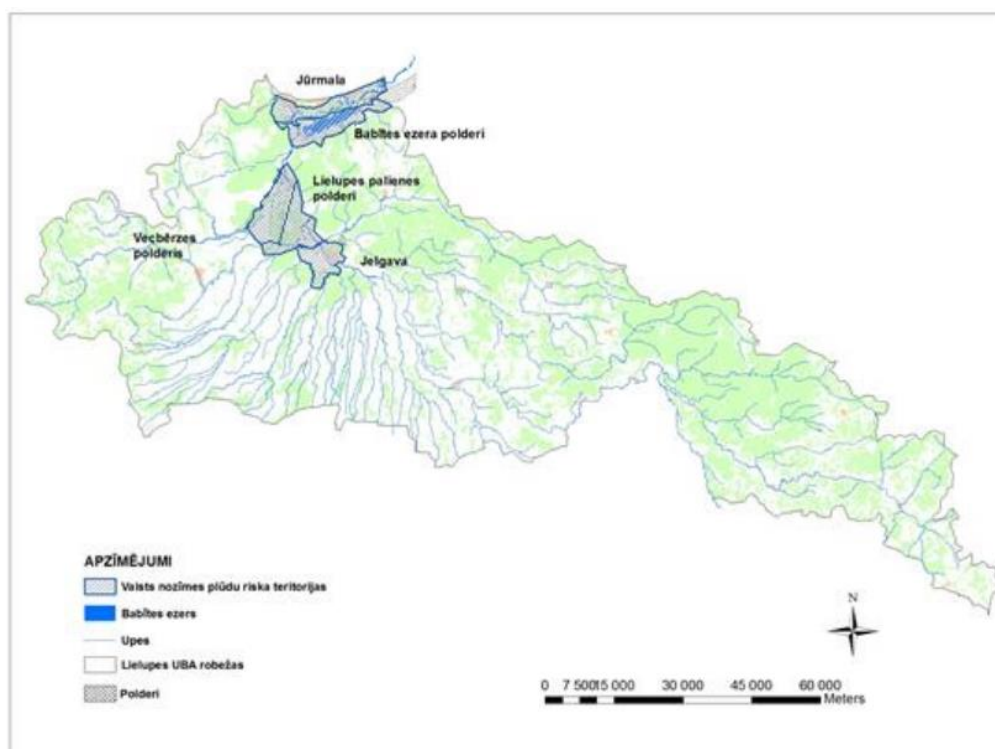 Jūrmala
Babītes ezera polderi
Lielupes palienes
polderi
Vecbērzes
polderis
Jelgava
APZĪMĒJUMI
Valsts nozīmes plūdu riska teritorijas
Babītes ezers
Upes
Lielupes UBA robežas
Polderi
N
0 7 500 15 000 30 000 45 000 60 000
Meters